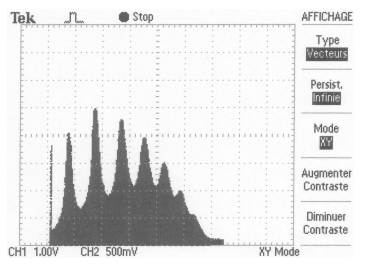 Tek Stop AFFICHAGE
Type
Vecteurs
Persist.
Infinie
Mode
XY
Augmenter
Contraste
Diminuer
Contraste
CH1 1.00V CH2 500mV XY Mode